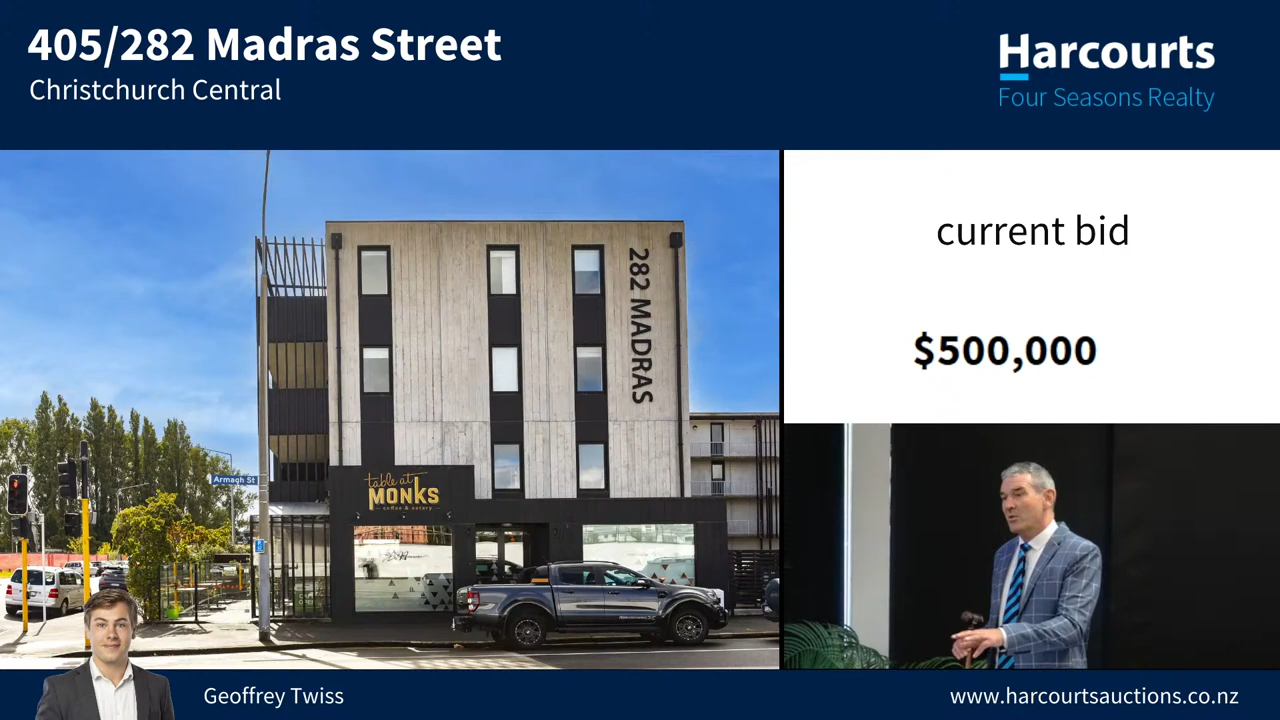 405/282 Madras Street
Christchurch Central
Harcourts
Four Seasons Realty
current bid
$500,000
282 MADRAS
Armagh St
table at
MONKS
coffee & eatery
Geoffrey Twiss
www.harcourtsauctions.co.nz